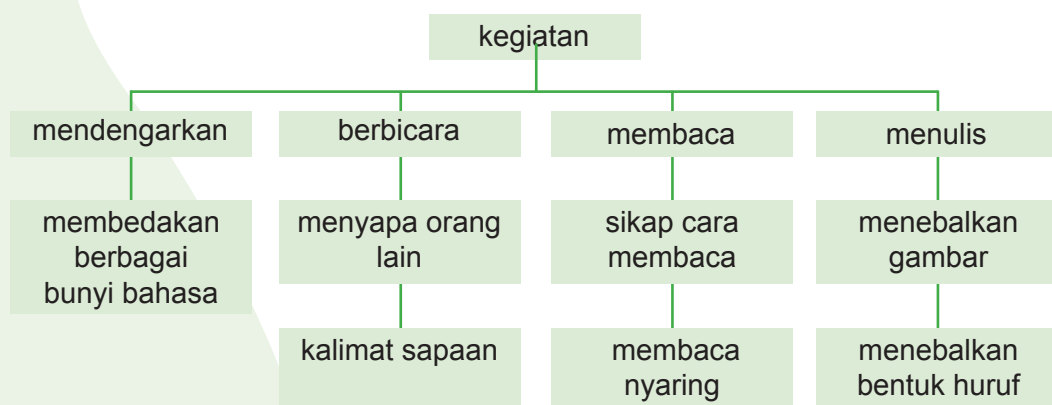 kegiatan
mendengarkan
berbicara
membaca
menulis
membedakan
berbagai
bunyi bahasa
menyapa orang
lain
sikap cara
membaca
menebalkan
gambar
kalimat sapaan
membaca
nyaring
menebalkan
bentuk huruf